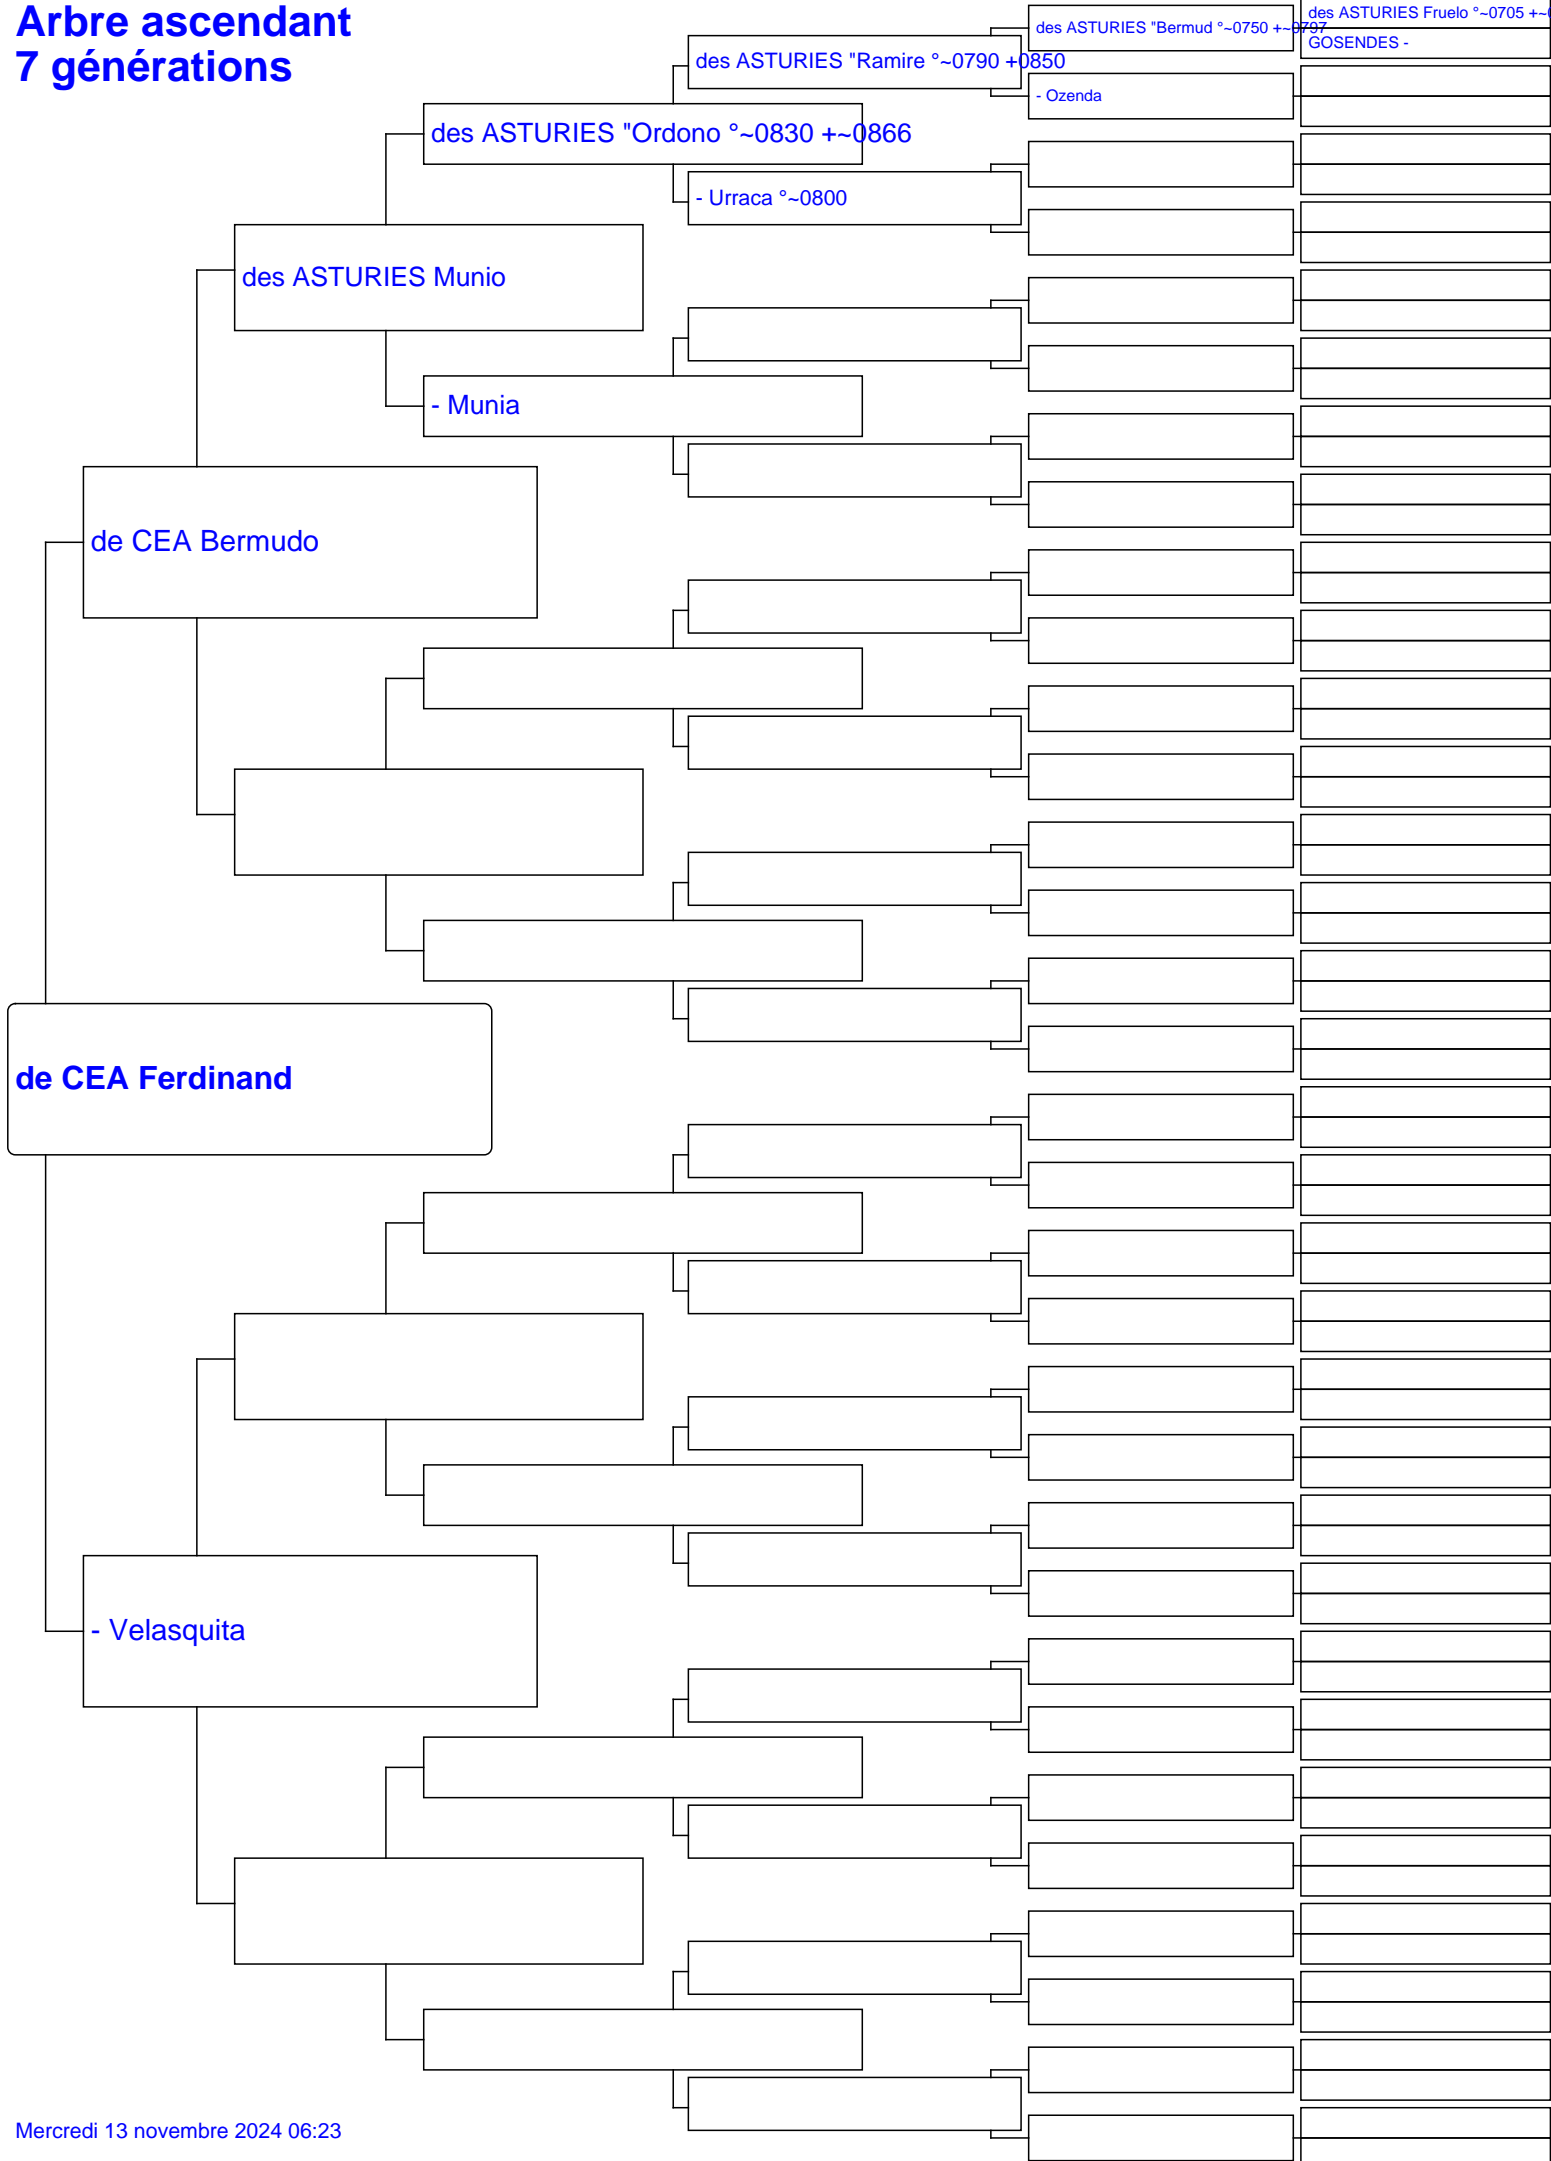 Arbre ascendant
7 générations
des ASTURIES Fruelo °~0705 +~
des ASTURIES "Bermud °~0750 +~0797
GOSENDES -
des ASTURIES "Ramire °~0790 +0850
- Ozenda
des ASTURIES "Ordono °~0830 +~0866
- Urraca °~0800
des ASTURIES Munio
- Munia
de CEA Bermudo
de CEA Ferdinand
- Velasquita
Mercredi 13 novembre 2024 06:23